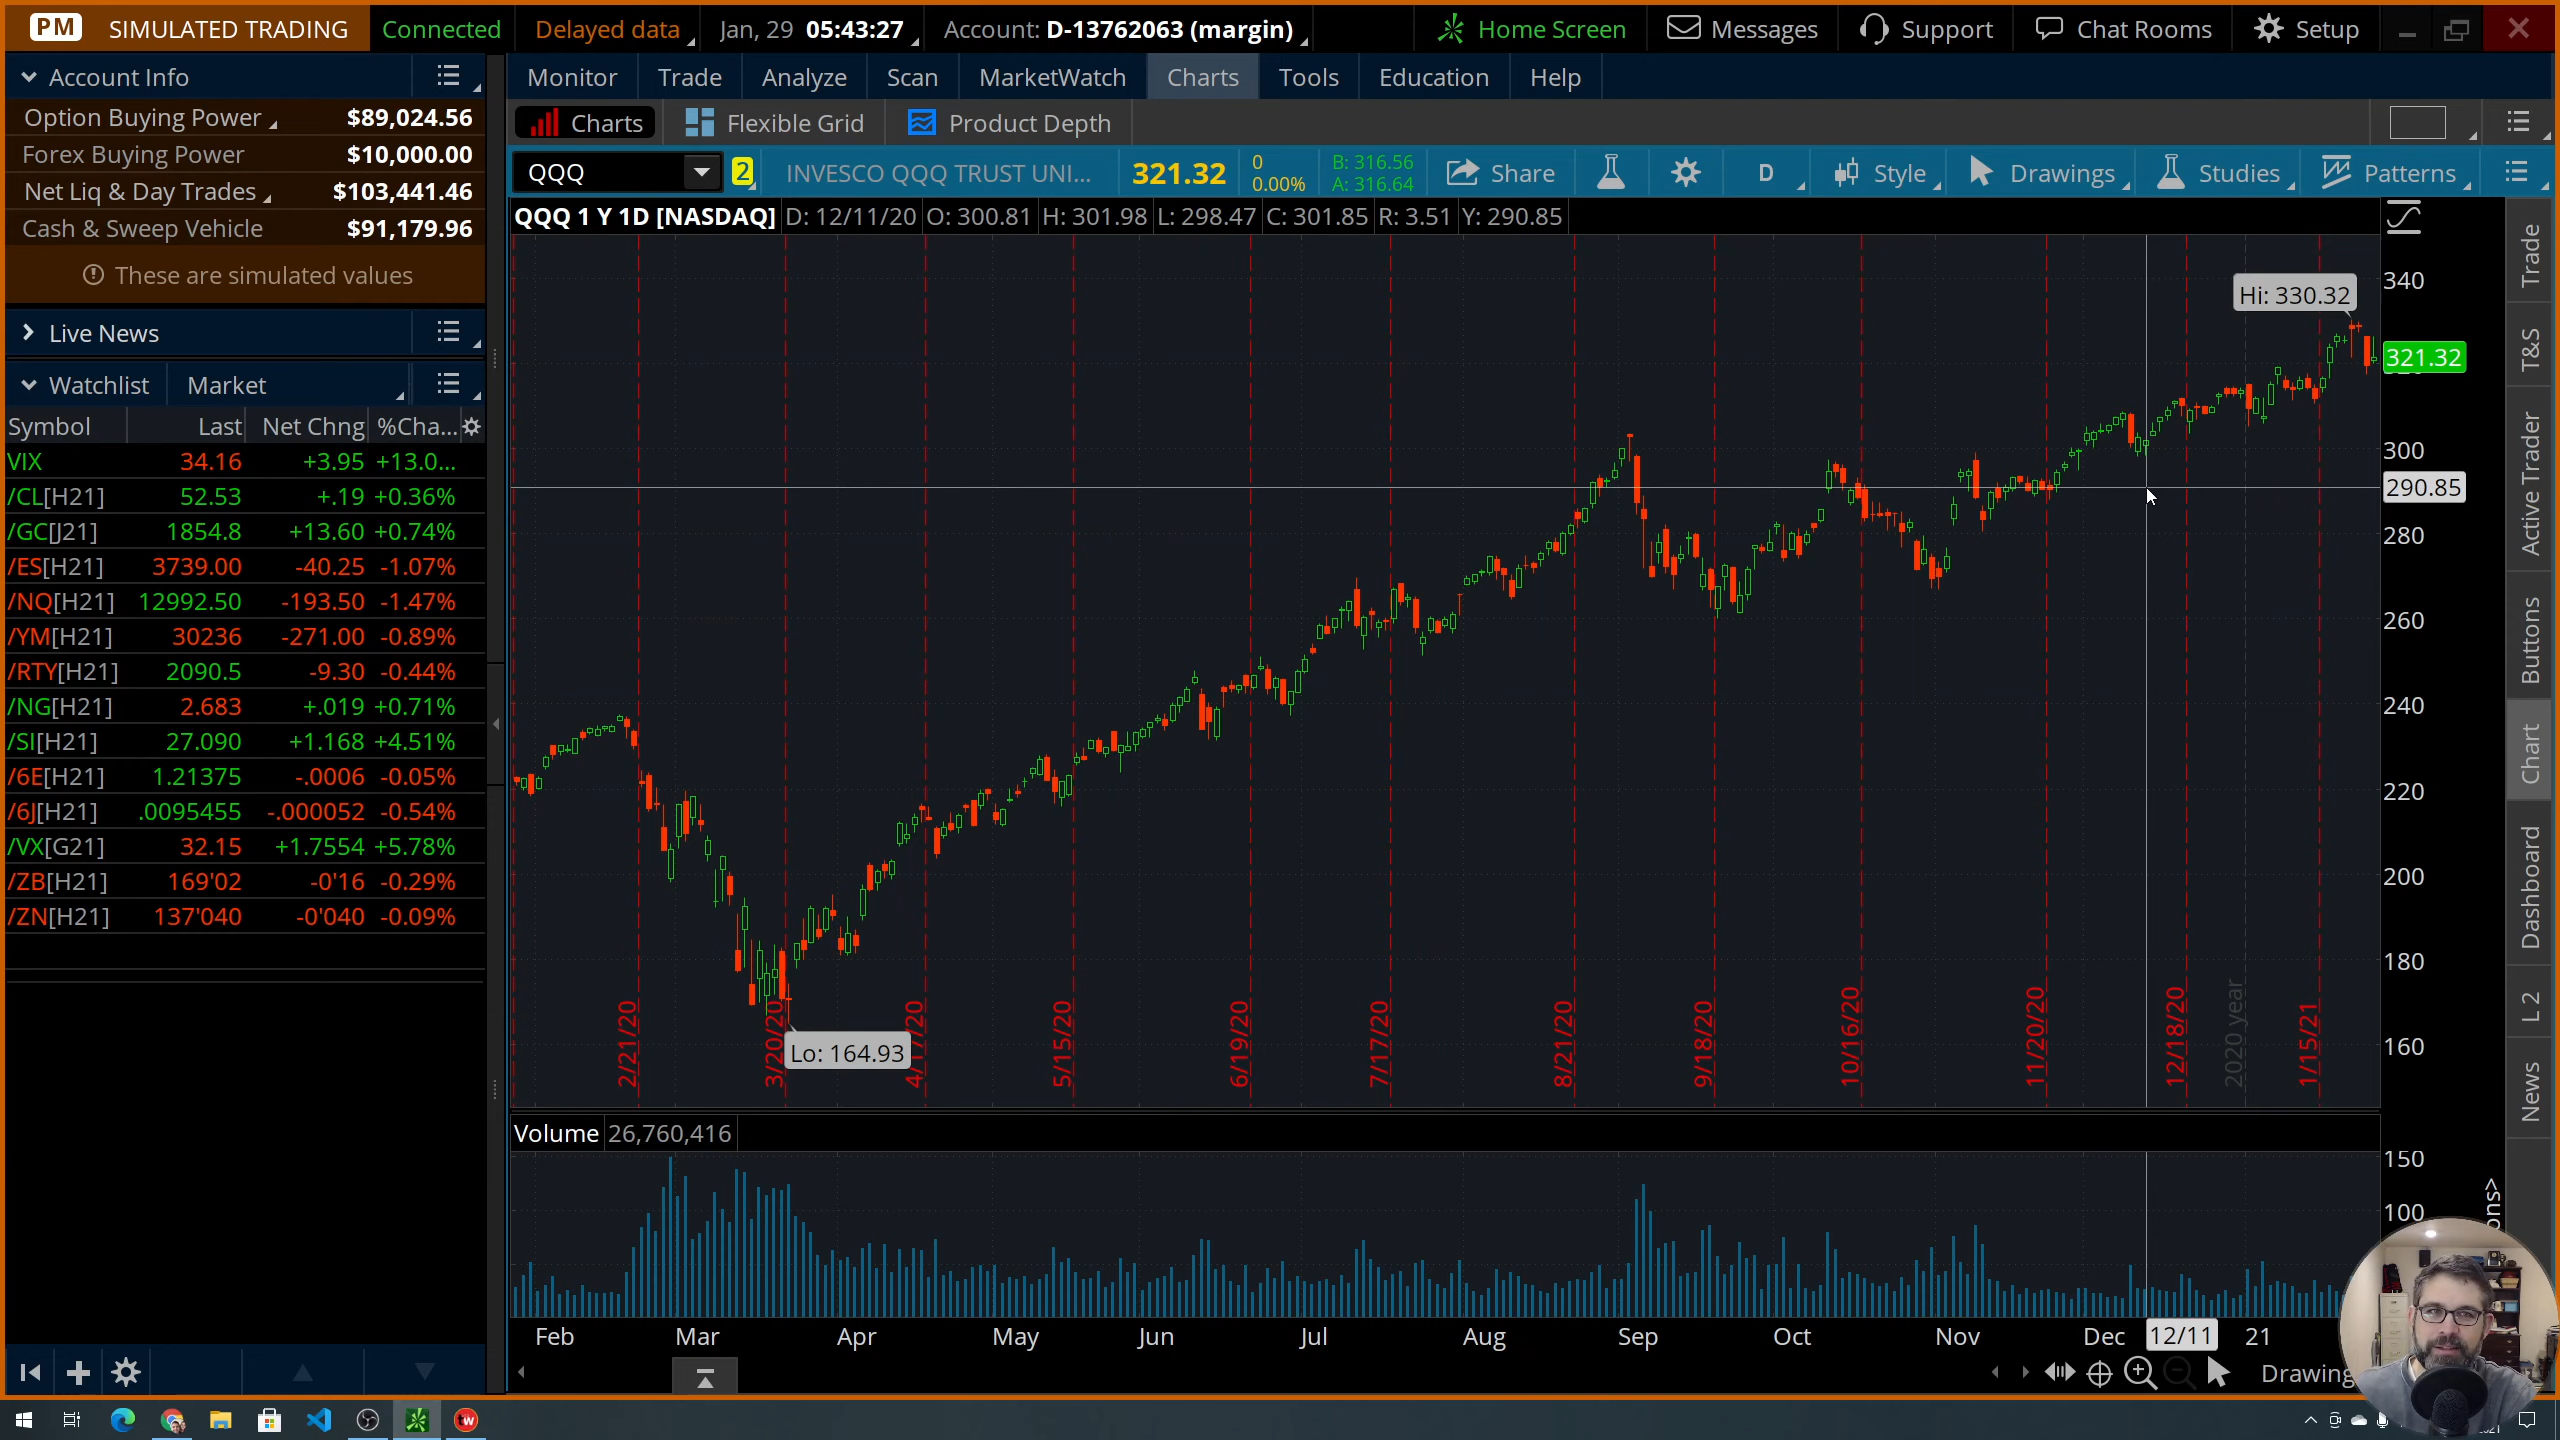 PM SIMULATED TRADING Connected Delayed data Jan, 29 05:43:27 Account: D-13762063 (margin) Home Screen Messages Support Chat Rooms Setup
Account Info
Option Buying Power $89,024.56
Forex Buying Power $10,000.00
Net Liq & Day Trades $103,441.46
Cash & Sweep Vehicle $91,179.96
These are simulated values
Live News
Watchlist Market
Symbol Last Net Chng %Cha...
VIX 34.16 +3.95 +13.0...
/CL[H21] 52.53 +.19 +0.36%
/GC[J21] 1854.8 +13.60 +0.74%
/ES[H21] 3739.00 -40.25 -1.07%
/NQ[H21] 12992.50 -193.50 -1.47%
/YM[H21] 30236 -271.00 -0.89%
/RTY[H21] 2090.5 -9.30 -0.44%
/NG[H21] 2.683 +.019 +0.71%
/SI[H21] 27.090 +1.168 +4.51%
/6E[H21] 1.21375 -.0006 -0.05%
/6J[H21] .0095455 -.000052 -0.54%
/VX[G21] 32.15 +1.7554 +5.78%
/ZB[H21] 169'02 -0'16 -0.29%
/ZN[H21] 137'040 -0'040 -0.09%
Monitor Trade Analyze Scan MarketWatch Charts Tools Education Help
Charts Flexible Grid Product Depth
QQQ 2 INVESCO QQQ TRUST UNI... 321.32 0 0.00% B: 316.56 A: 316.64 Share D Style Drawings Studies Patterns
QQQ 1 Y 1D [NASDAQ] D: 12/11/20 O: 300.81 H: 301.98 L: 298.47 C: 301.85 R: 3.51 Y: 290.85
Hi: 330.32
Lo: 164.93
340
321.32
300
290.85
280
260
240
220
200
180
160
2/21/20 3/20/20 4/17/20 5/15/20 6/19/20 7/17/20 8/21/20 9/18/20 10/16/20 11/20/20 12/18/20 2020 year 1/15/21
Volume 26,760,416
150
100
Feb Mar Apr May Jun Jul Aug Sep Oct Nov Dec 12/11 21
Drawing
Trade
T&S
Active Trader
Buttons
Chart
Dashboard
L 2
News
ons>